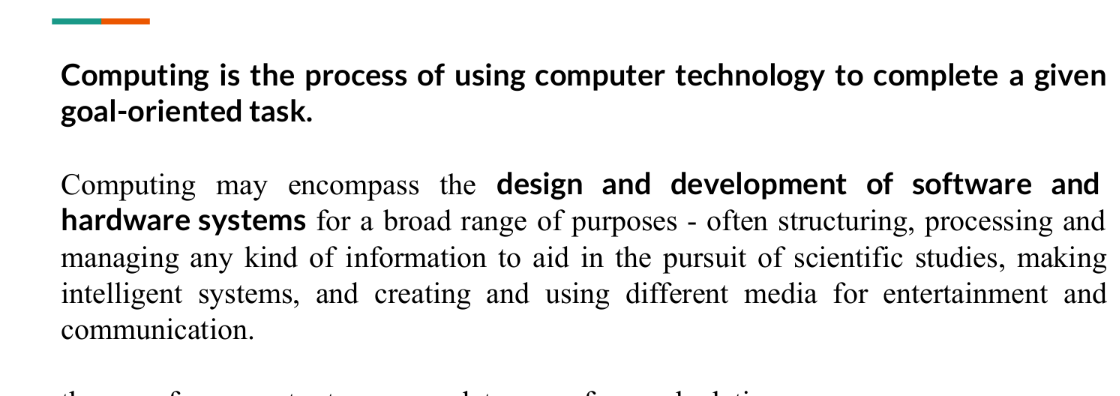 Computing is the process of using computer technology to complete a given
goal-oriented task.
Computing may encompass the design and development of software and
hardware systems for a broad range of purposes - often structuring, processing and
managing any kind of information to aid in the pursuit of scientific studies, making
intelligent systems, and creating and using different media for entertainment and
communication.